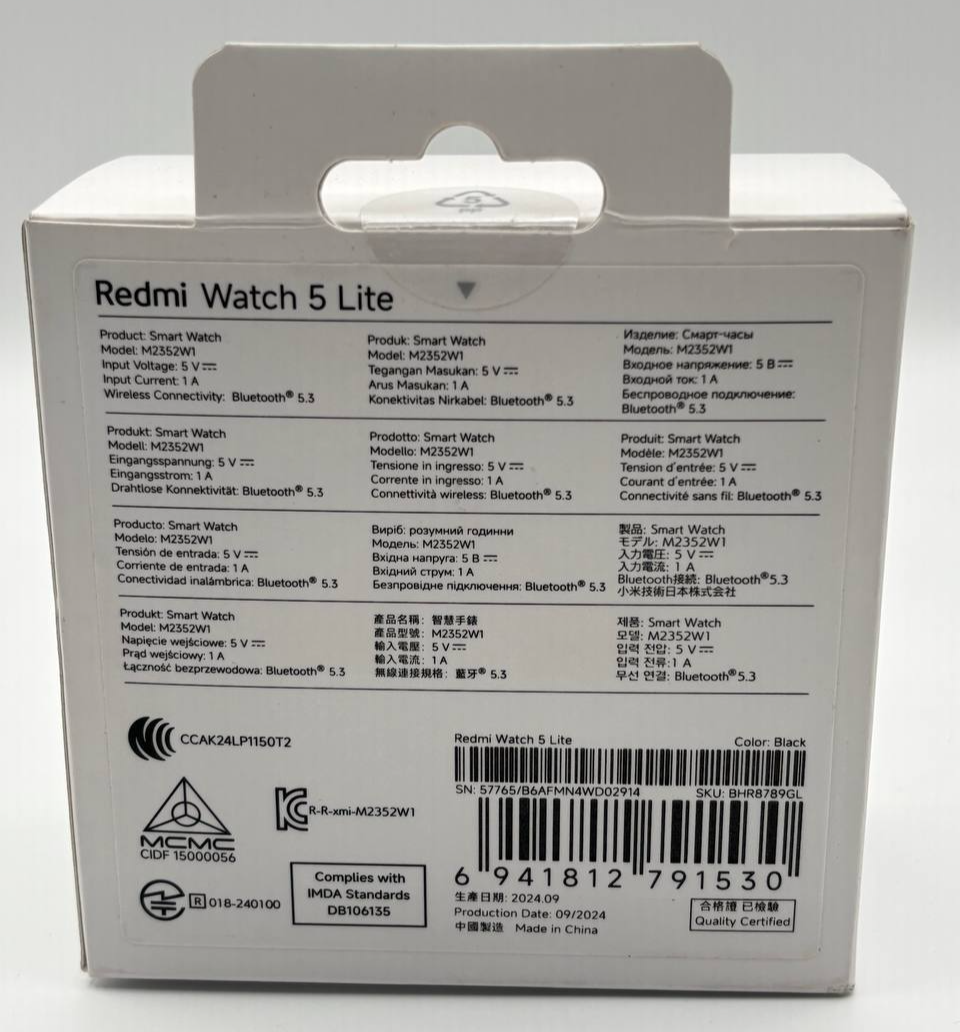 5
PP
Redmi Watch 5 Lite
Product: Smart Watch
Model: M2352W1
Input Voltage: 5 V⎓
Input Current: 1 A
Wireless Connectivity: Bluetooth® 5.3
Produk: Smart Watch
Model: M2352W1
Tegangan Masukan: 5 V⎓
Arus Masukan: 1 A
Konektivitas Nirkabel: Bluetooth® 5.3
Изделие: Смарт-часы
Модель: M2352W1
Входное напряжение: 5 В⎓
Входной ток: 1 А
Беспроводное подключение:
Bluetooth® 5.3
Produkt: Smart Watch
Modell: M2352W1
Eingangsspannung: 5 V⎓
Eingangsstrom: 1 A
Drahtlose Konnektivität: Bluetooth® 5.3
Prodotto: Smart Watch
Modello: M2352W1
Tensione in ingresso: 5 V⎓
Corrente in ingresso: 1 A
Connettività wireless: Bluetooth® 5.3
Produit: Smart Watch
Modèle: M2352W1
Tension d'entrée: 5 V⎓
Courant d'entrée: 1 A
Connectivité sans fil: Bluetooth® 5.3
Producto: Smart Watch
Modelo: M2352W1
Tensión de entrada: 5 V⎓
Corriente de entrada: 1 A
Conectividad inalámbrica: Bluetooth® 5.3
Виріб: розумний годинни
Модель: M2352W1
Вхідна напруга: 5 В⎓
Вхідний струм: 1 А
Безпровідне підключення: Bluetooth® 5.3
製品: Smart Watch
モデル: M2352W1
入力電圧: 5 V⎓
入力電流: 1 A
Bluetooth接続: Bluetooth®5.3
小米技術日本株式会社
Produkt: Smart Watch
Model: M2352W1
Napięcie wejściowe: 5 V⎓
Prąd wejściowy: 1 A
Łączność bezprzewodowa: Bluetooth® 5.3
產品名稱: 智慧手錶
產品型號: M2352W1
輸入電壓: 5 V⎓
輸入電流: 1 A
無線連接規格: 藍牙® 5.3
제품: Smart Watch
모델: M2352W1
입력 전압: 5 V⎓
입력 전류:1 A
무선 연결: Bluetooth®5.3
CCAK24LP1150T2
MCMC
CIDF 15000056
R-R-xmi-M2352W1
R 018-240100
Complies with
IMDA Standards
DB106135
Redmi Watch 5 Lite Color: Black
SN: 57765/B6AFMN4WD02914 SKU: BHR8789GL
6 941812 791530
生產日期: 2024.09
Production Date: 09/2024
中國製造 Made in China
合格證 已檢驗
Quality Certified